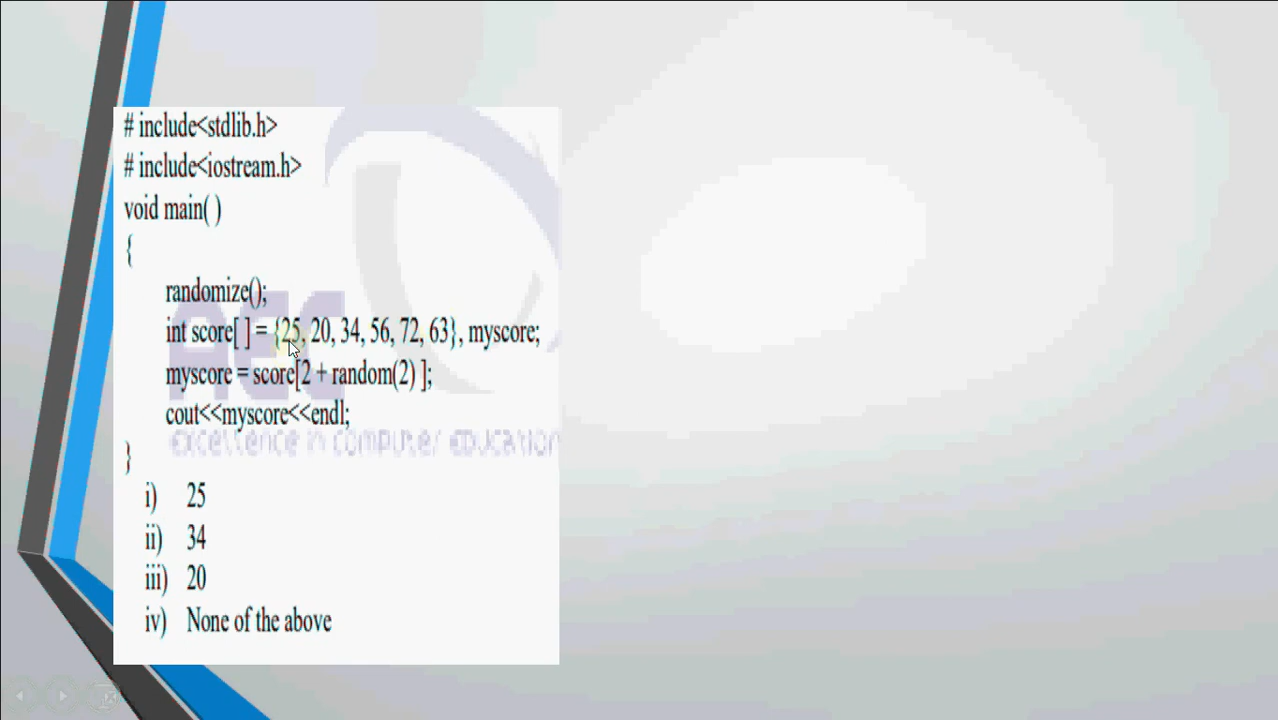 # include<stdlib.h>
# include<iostream.h>
void main( )
{
randomize();
int score[ ] = {25, 20, 34, 56, 72, 63}, myscore;
myscore = score[2 + random(2) ];
cout<<myscore<<endl;
}
AEC
excellence in computer education
i) 25
ii) 34
iii) 20
iv) None of the above